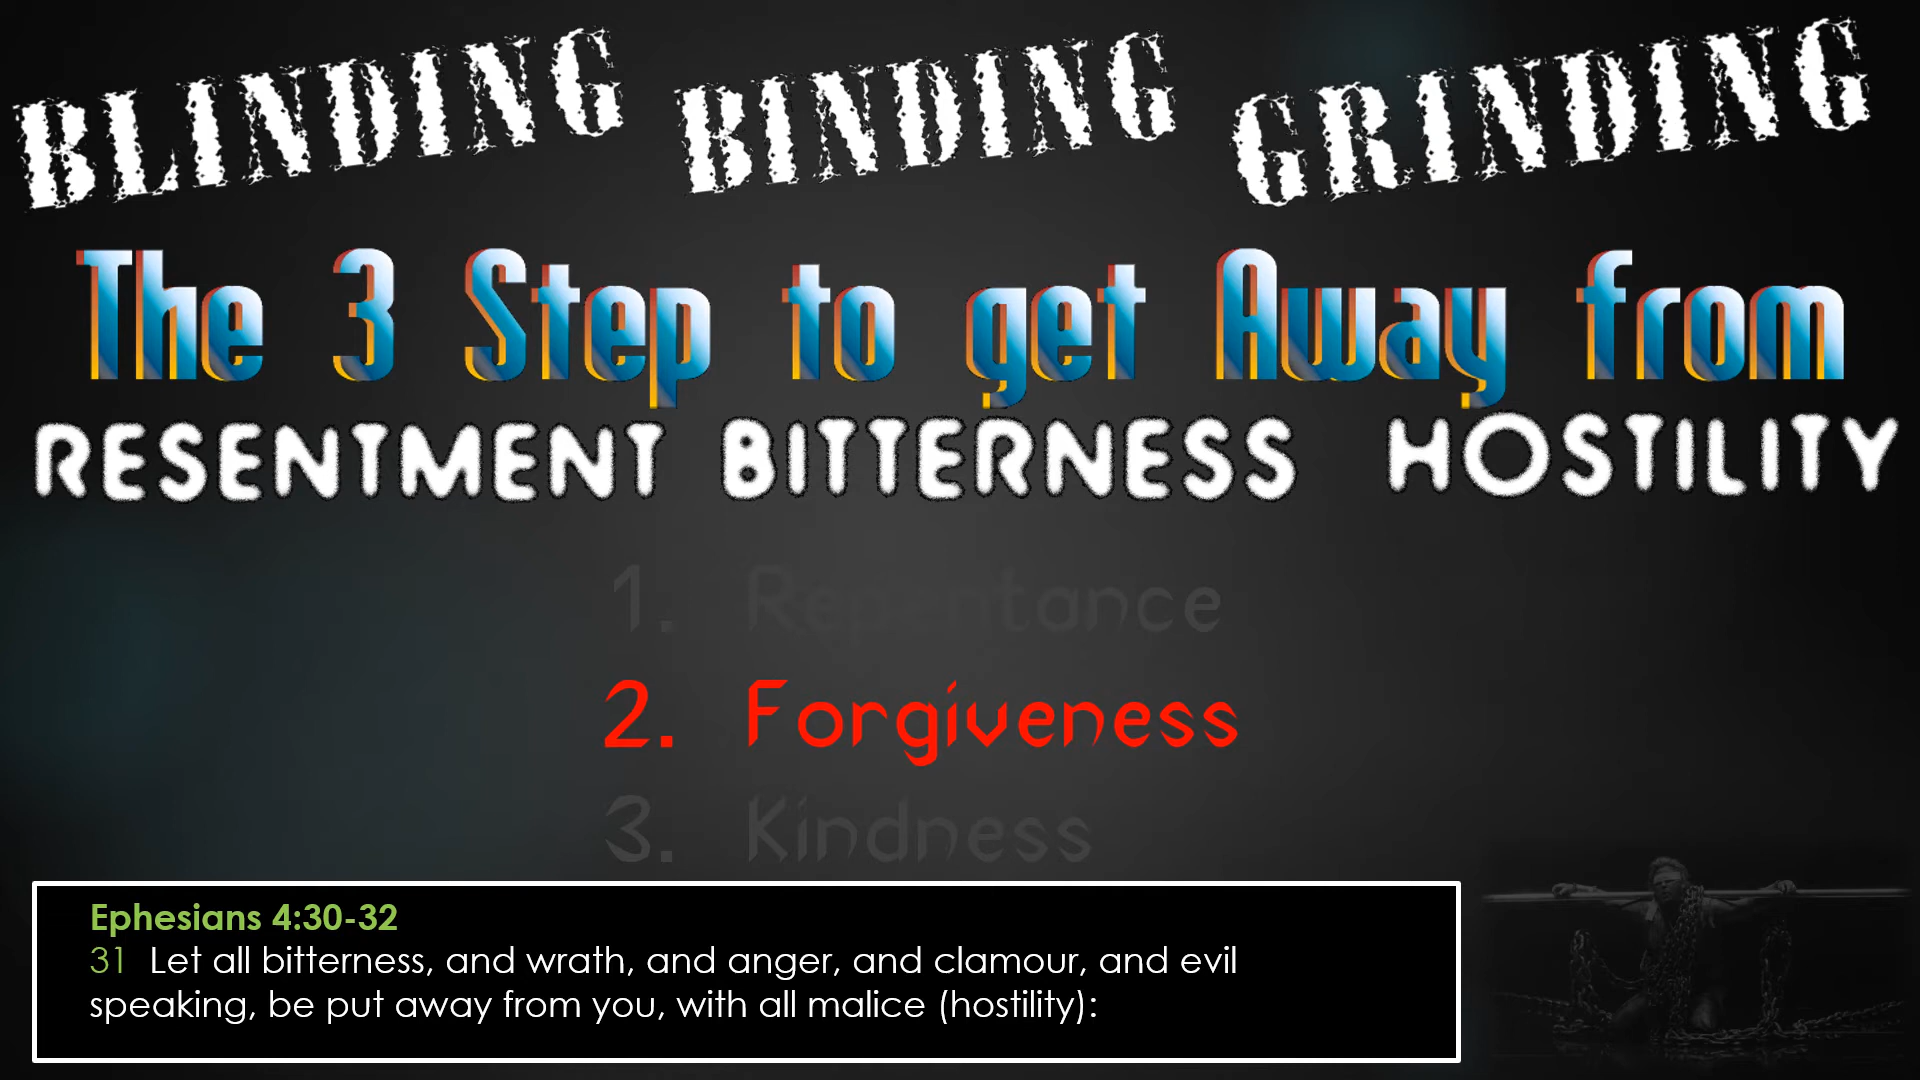 BLINDING BINDING GRINDING
The 3 Step to get Away from
RESENTMENT BITTERNESS HOSTILITY
1. Repentance
2. Forgiveness
3. Kindness
Ephesians 4:30-32
31 Let all bitterness, and wrath, and anger, and clamour, and evil
speaking, be put away from you, with all malice (hostility):